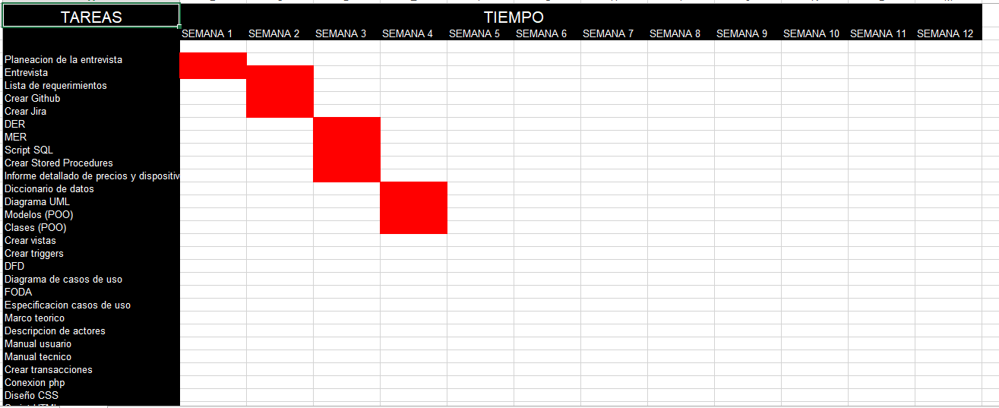 TAREAS TIEMPO
SEMANA 1 SEMANA 2 SEMANA 3 SEMANA 4 SEMANA 5 SEMANA 6 SEMANA 7 SEMANA 8 SEMANA 9 SEMANA 10 SEMANA 11 SEMANA 12
Planeacion de la entrevista
Entrevista
Lista de requerimientos
Crear Github
Crear Jira
DER
MER
Script SQL
Crear Stored Procedures
Informe detallado de precios y dispositiv
Diccionario de datos
Diagrama UML
Modelos (POO)
Clases (POO)
Crear vistas
Crear triggers
DFD
Diagrama de casos de uso
FODA
Especificacion casos de uso
Marco teorico
Descripcion de actores
Manual usuario
Manual tecnico
Crear transacciones
Conexion php
Diseño CSS